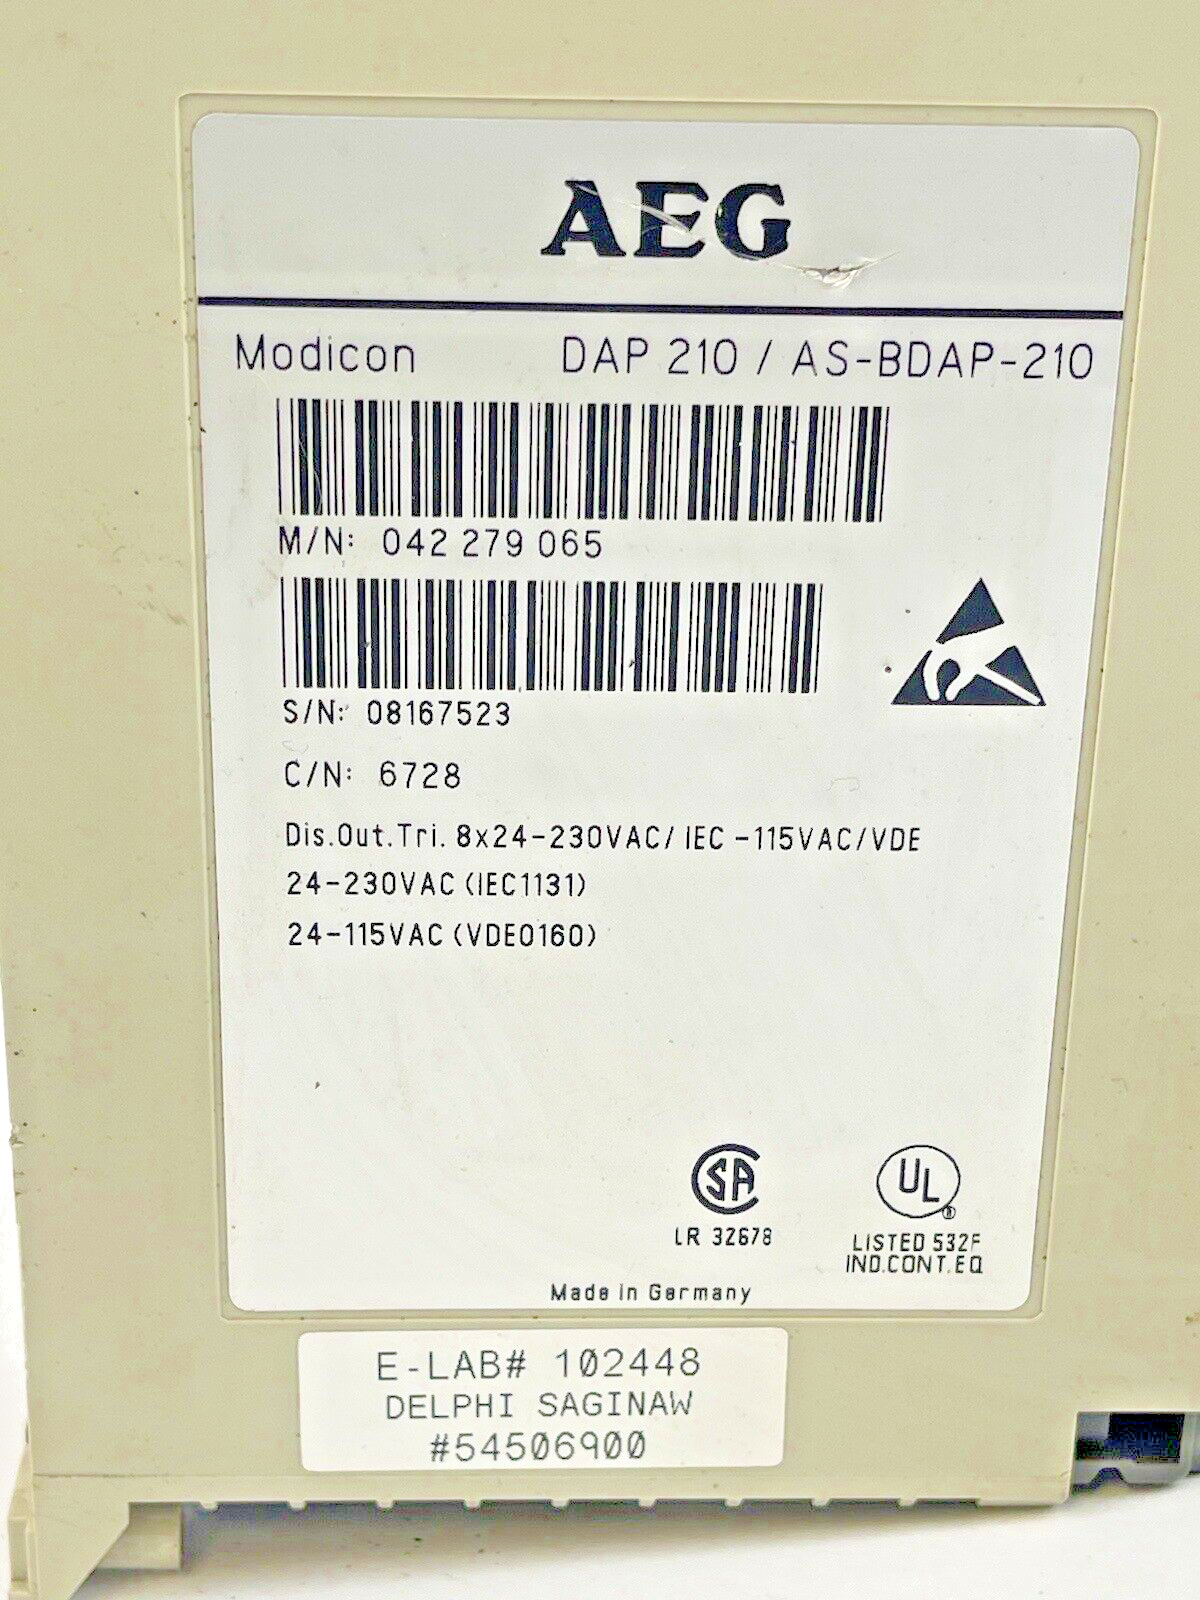 AEG
Modicon DAP 210 / AS-BDAP-210
M/N: 042 279 065
S/N: 08167523
C/N: 6728
Dis.Out.Tri. 8x24-230VAC/ IEC -115VAC/VDE
24-230VAC (IEC1131)
24-115VAC (VDE0160)
SA
UL ®
LR 32678
LISTED 532F
IND.CONT.EQ
Made in Germany
E-LAB# 102448
DELPHI SAGINAW
#54506900